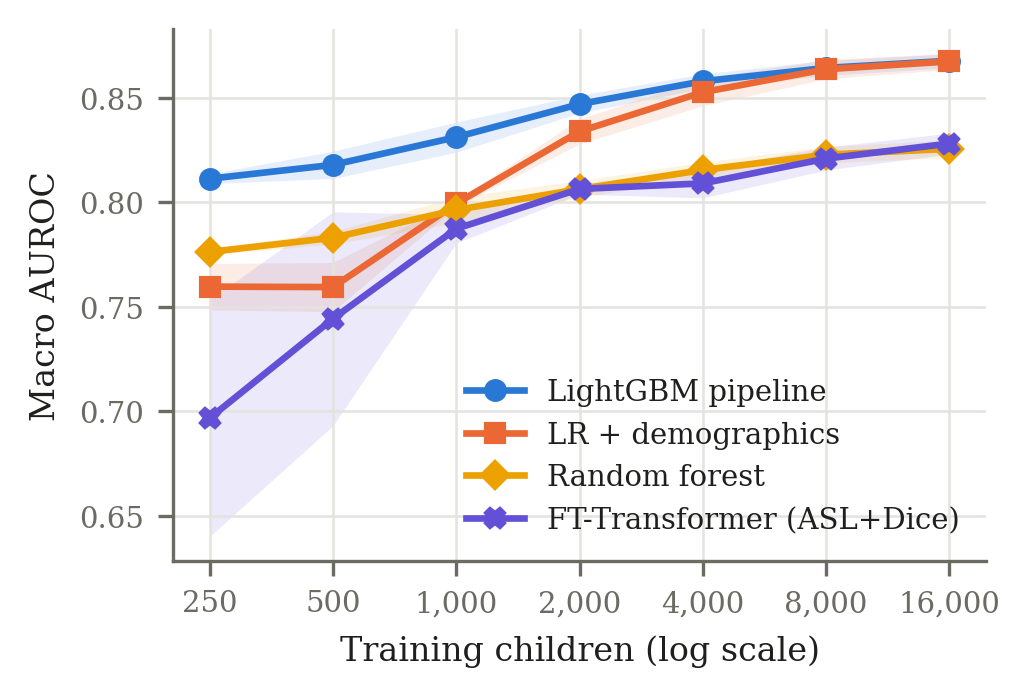 0.85
0.80
0.75
0.70
0.65
Macro AUROC
LightGBM pipeline
LR + demographics
Random forest
FT-Transformer (ASL+Dice)
250 500 1,000 2,000 4,000 8,000 16,000
Training children (log scale)